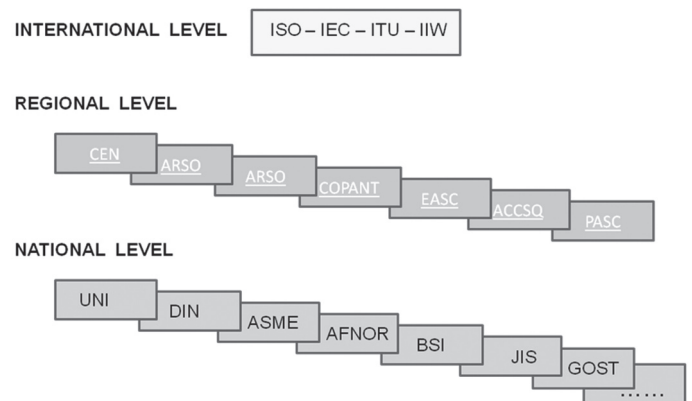 INTERNATIONAL LEVEL
ISO – IEC – ITU – IIW
REGIONAL LEVEL
CEN
ARSO
ARSO
COPANT
EASC
ACCSQ
PASC
NATIONAL LEVEL
UNI
DIN
ASME
AFNOR
BSI
JIS
GOST
......